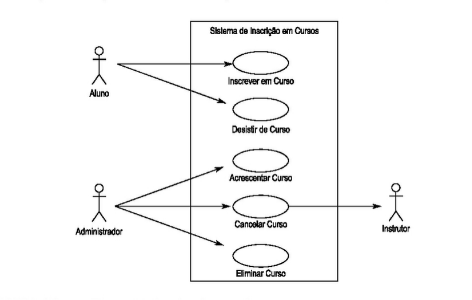 Sistema de Inscrição em Cursos
Inscrever em Curso
Aluno
Desistir de Curso
Acrescentar Curso
Administrador
Cancelar Curso
Instrutor
Eliminar Curso